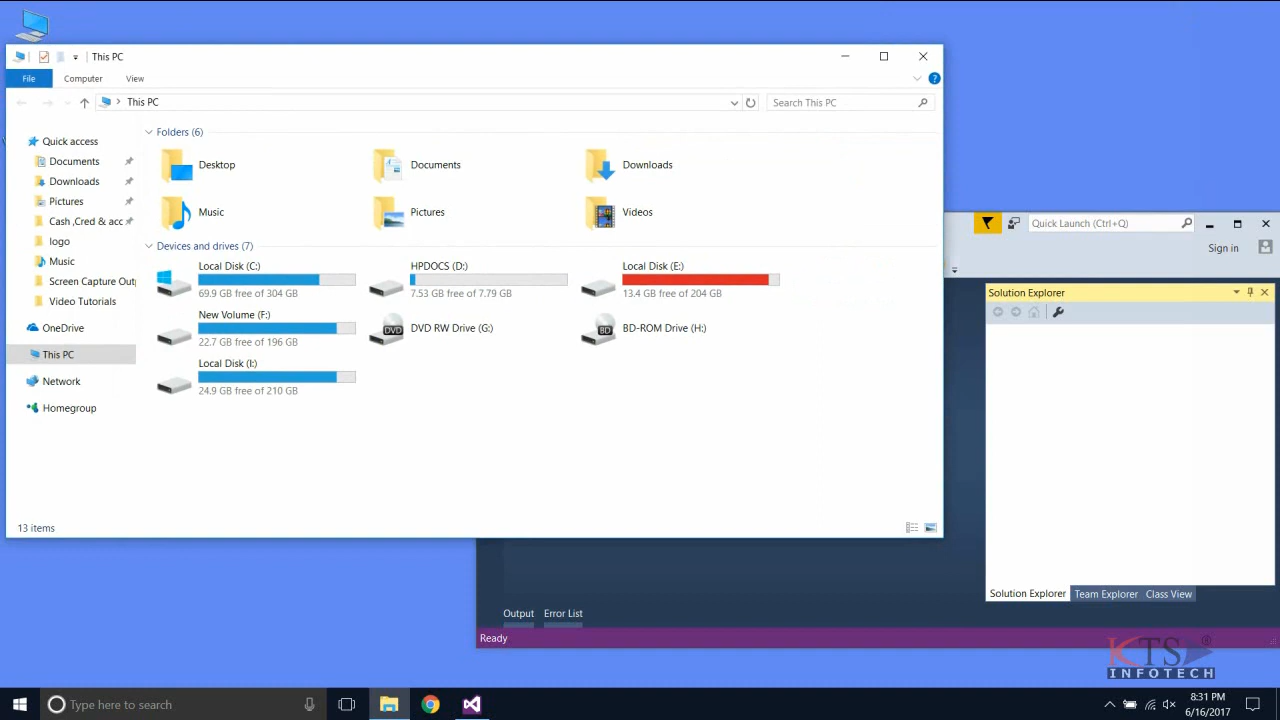 This PC
File Computer View
This PC
Search This PC
Quick access
Documents
Downloads
Pictures
Cash ,Cred & acc
logo
Music
Screen Capture Out
Video Tutorials
OneDrive
This PC
Network
Homegroup
Folders (6)
Desktop
Documents
Downloads
Music
Pictures
Videos
Devices and drives (7)
Local Disk (C:)
69.9 GB free of 304 GB
HPDOCS (D:)
7.53 GB free of 7.79 GB
Local Disk (E:)
13.4 GB free of 204 GB
New Volume (F:)
22.7 GB free of 196 GB
DVD RW Drive (G:)
DVD
BD-ROM Drive (H:)
BD
Local Disk (I:)
24.9 GB free of 210 GB
13 items
Quick Launch (Ctrl+Q)
Sign in
Solution Explorer
Solution Explorer Team Explorer Class View
Output Error List
Ready
KTS ®
INFOTECH
Type here to search
8:31 PM
6/16/2017